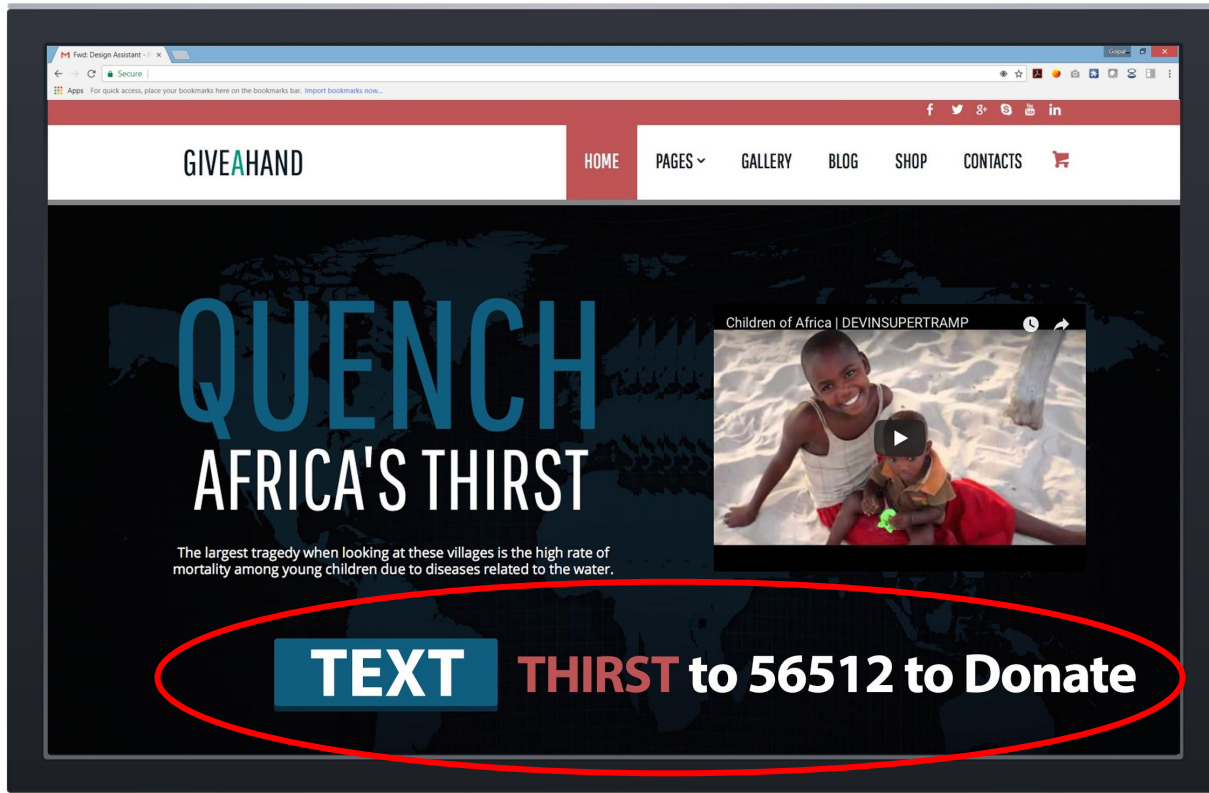 Fwd: Design Assistant -
Secure
Apps For quick access, place your bookmarks here on the bookmarks bar. Import bookmarks now...
GIVEAHAND
HOME PAGES GALLERY BLOG SHOP CONTACTS
QUENCH
AFRICA'S THIRST
The largest tragedy when looking at these villages is the high rate of
mortality among young children due to diseases related to the water.
Children of Africa | DEVINSUPERTRAMP
TEXT THIRST to 56512 to Donate